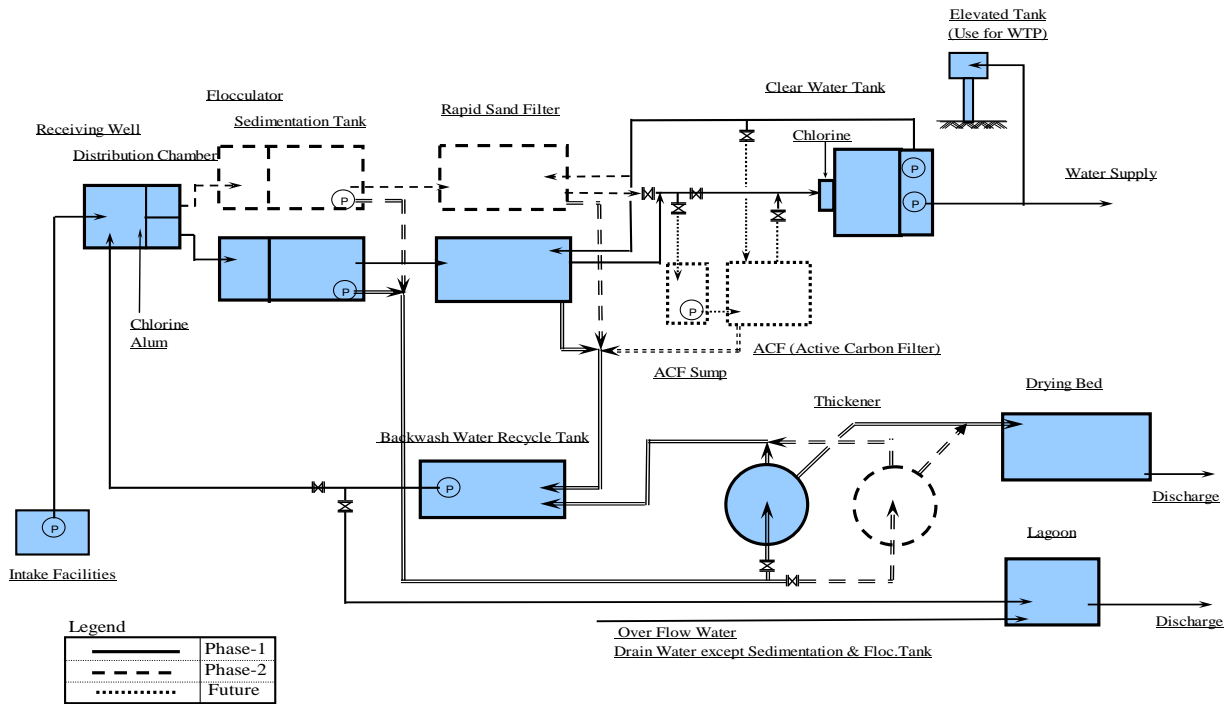 Elevated Tank
(Use for WTP)
Flocculator
Clear Water Tank
Rapid Sand Filter
Sedimentation Tank
Receiving Well
Chlorine
Distribution Chamber
Water Supply
P
P
P
P
P
Chlorine
Alum
ACF (Active Carbon Filter)
ACF Sump
Drying Bed
Thickener
Backwash Water Recycle Tank
P
Discharge
P
Lagoon
Intake Facilities
Discharge
Legend
Over Flow Water
Drain Water except Sedimentation & Floc.Tank
Phase-1
Phase-2
Future